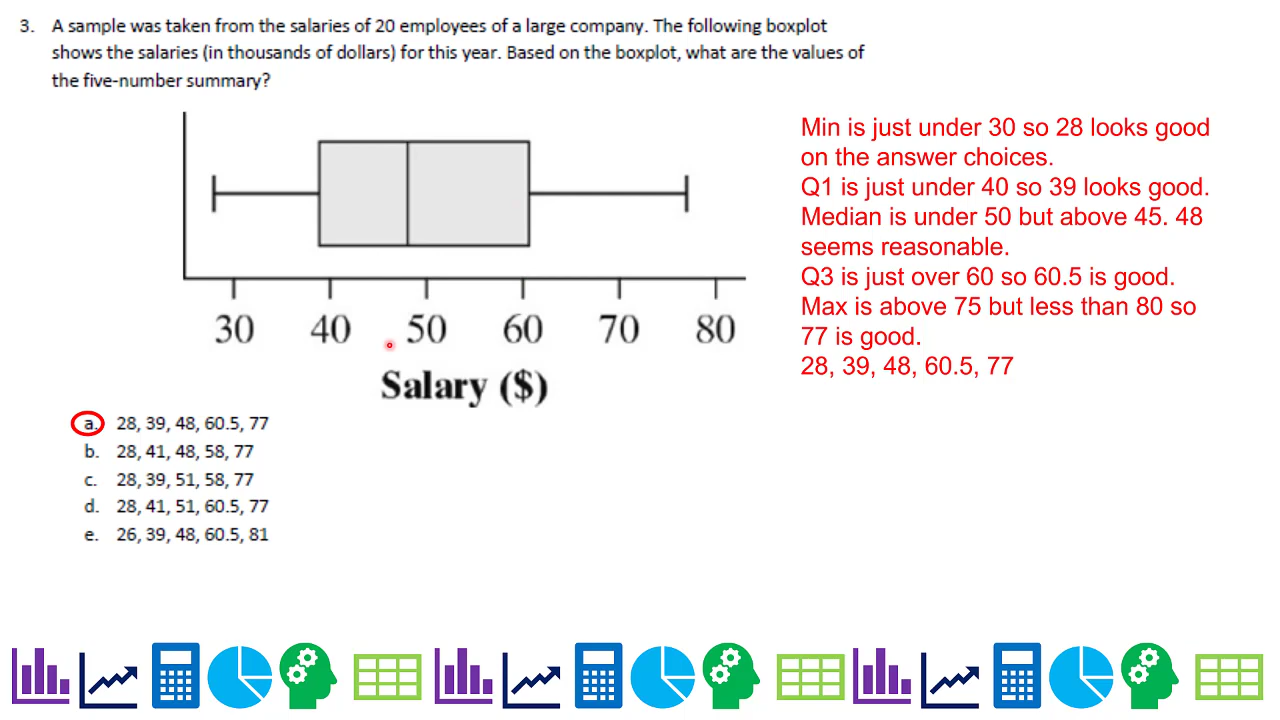 3. A sample was taken from the salaries of 20 employees of a large company. The following boxplot
shows the salaries (in thousands of dollars) for this year. Based on the boxplot, what are the values of
the five-number summary?
Min is just under 30 so 28 looks good
on the answer choices.
Q1 is just under 40 so 39 looks good.
Median is under 50 but above 45. 48
seems reasonable.
Q3 is just over 60 so 60.5 is good.
Max is above 75 but less than 80 so
77 is good.
28, 39, 48, 60.5, 77
30 40 50 60 70 80
Salary ($)
a. 28, 39, 48, 60.5, 77
b. 28, 41, 48, 58, 77
c. 28, 39, 51, 58, 77
d. 28, 41, 51, 60.5, 77
e. 26, 39, 48, 60.5, 81